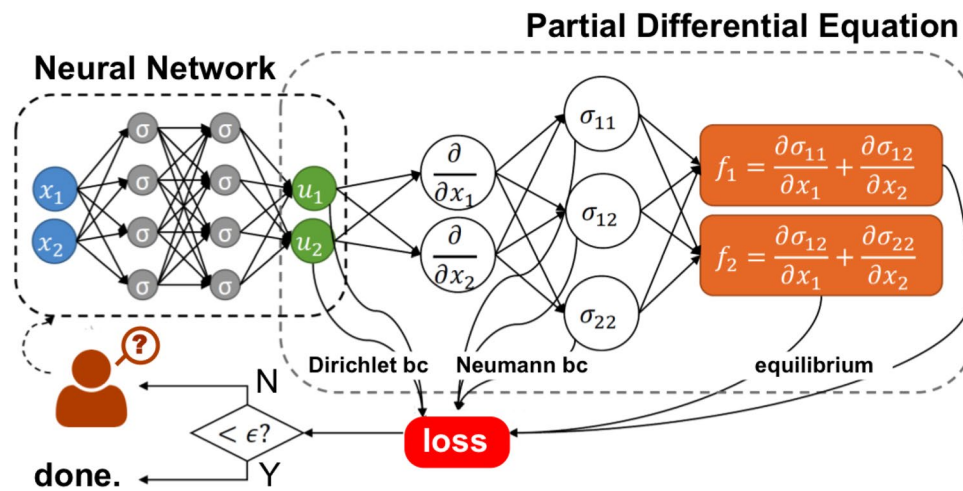 Partial Differential Equation
Neural Network
σ σ
σ σ
σ σ
σ σ
x₁
x₂
u₁
u₂
∂/∂x₁
∂/∂x₂
σ₁₁
σ₁₂
σ₂₂
f₁ = ∂σ₁₁/∂x₁ + ∂σ₁₂/∂x₂
f₂ = ∂σ₁₂/∂x₁ + ∂σ₂₂/∂x₂
Dirichlet bc
Neumann bc
equilibrium
?
N
< ϵ?
loss
done.
Y